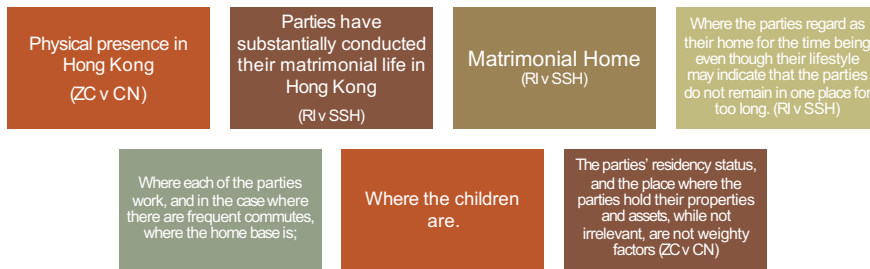 Physical presence in
Hong Kong
(ZC v CN)
Parties have
substantially conducted
their matrimonial life in
Hong Kong
(RI v SSH)
Matrimonial Home
(RI v SSH)
Where the parties regard as
their home for the time being
even though their lifestyle
may indicate that the parties
do not remain in one place for
too long. (RI v SSH)
Where each of the parties
work, and in the case where
there are frequent commutes,
where the home base is;
Where the children
are.
The parties' residency status,
and the place where the
parties hold their properties
and assets, while not
irrelevant, are not weighty
factors (ZC v CN)